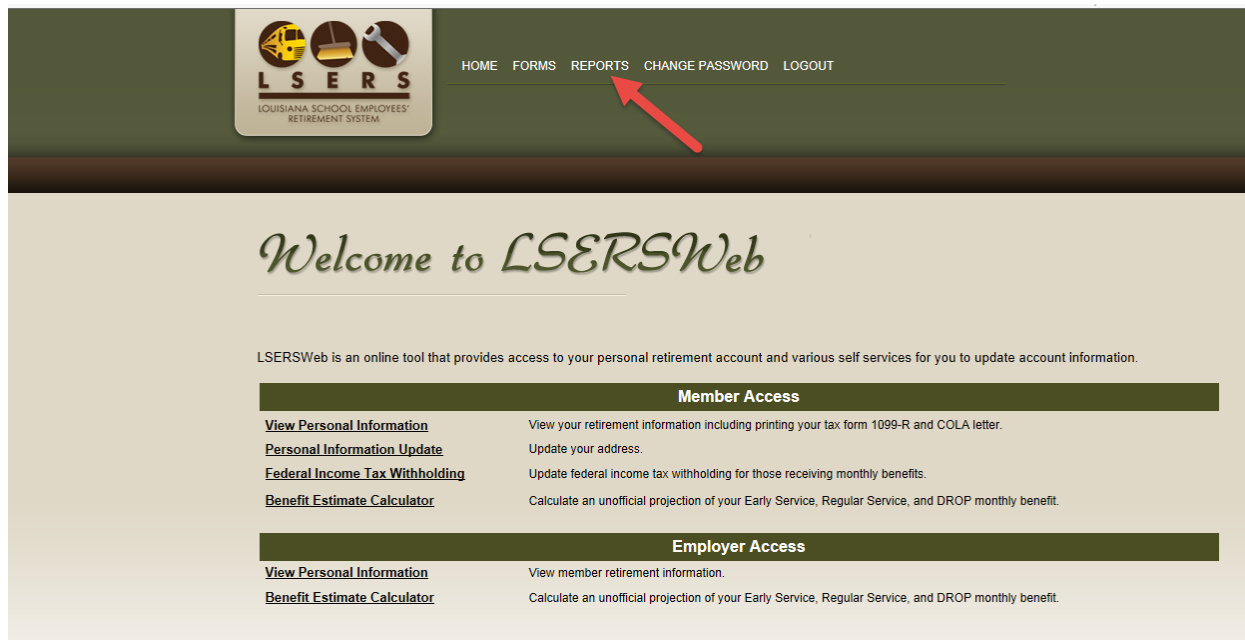 L S E R S
LOUISIANA SCHOOL EMPLOYEES'
RETIREMENT SYSTEM
HOME FORMS REPORTS CHANGE PASSWORD LOGOUT
Welcome to LSERSWeb
LSERSWeb is an online tool that provides access to your personal retirement account and various self services for you to update account information.
Member Access
View Personal Information View your retirement information including printing your tax form 1099-R and COLA letter.
Personal Information Update Update your address.
Federal Income Tax Withholding Update federal income tax withholding for those receiving monthly benefits.
Benefit Estimate Calculator Calculate an unofficial projection of your Early Service, Regular Service, and DROP monthly benefit.
Employer Access
View Personal Information View member retirement information.
Benefit Estimate Calculator Calculate an unofficial projection of your Early Service, Regular Service, and DROP monthly benefit.